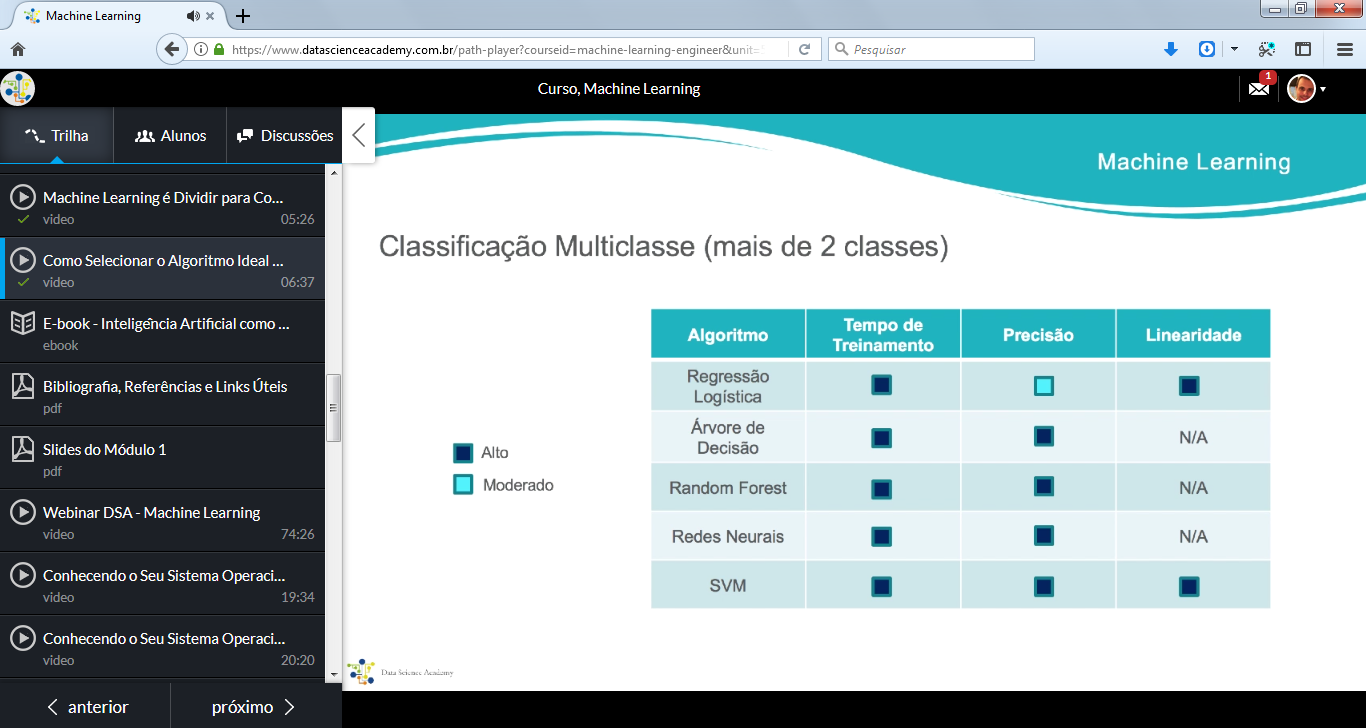 Machine Learning
https://www.datascienceacademy.com.br/path-player?courseid=machine-learning-engineer&unit=
Pesquisar
Curso, Machine Learning
1
Trilha
Alunos
Discussões
Machine Learning é Dividir para Co...
video 05:26
Como Selecionar o Algoritmo Ideal ...
video 06:37
E-book - Inteligência Artificial como ...
ebook
Bibliografia, Referências e Links Úteis
pdf
Slides do Módulo 1
pdf
Webinar DSA - Machine Learning
video 74:26
Conhecendo o Seu Sistema Operaci...
video 19:34
Conhecendo o Seu Sistema Operaci...
video 20:20
anterior
próximo
Machine Learning
Classificação Multiclasse (mais de 2 classes)
Alto
Moderado
Algoritmo Tempo de Treinamento Precisão Linearidade
Regressão
Logística
Árvore de
Decisão N/A
Random Forest N/A
Redes Neurais N/A
SVM
Data Science Academy